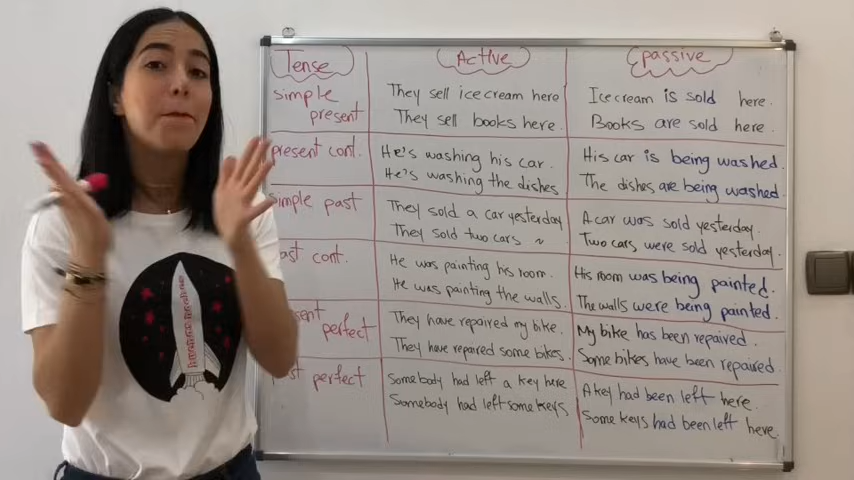 Tense Active passive
simple present
They sell ice cream here
They sell books here.
Ice cream is sold here.
Books are sold here.
present cont.
He's washing his car.
He's washing the dishes
His car is being washed.
The dishes are being washed
simple past
They sold a car yesterday
They sold two cars ~
A car was sold yesterday.
Two cars were sold yesterday.
ast cont.
He was painting his room.
He was painting the walls.
His room was being painted.
The walls were being painted.
sent perfect
They have repaired my bike.
They have repaired some bikes.
My bike has been repaired.
Some bikes have been repaired.
perfect
Somebody had left a key here
Somebody had left some keys
A key had been left here.
Some keys had been left here.